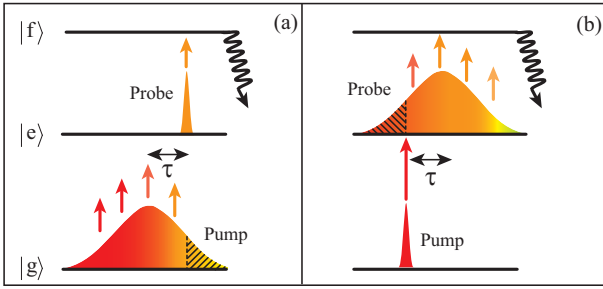 (a)
(b)
|f⟩
Probe
Probe
|e⟩
τ
τ
Pump
Pump
|g⟩